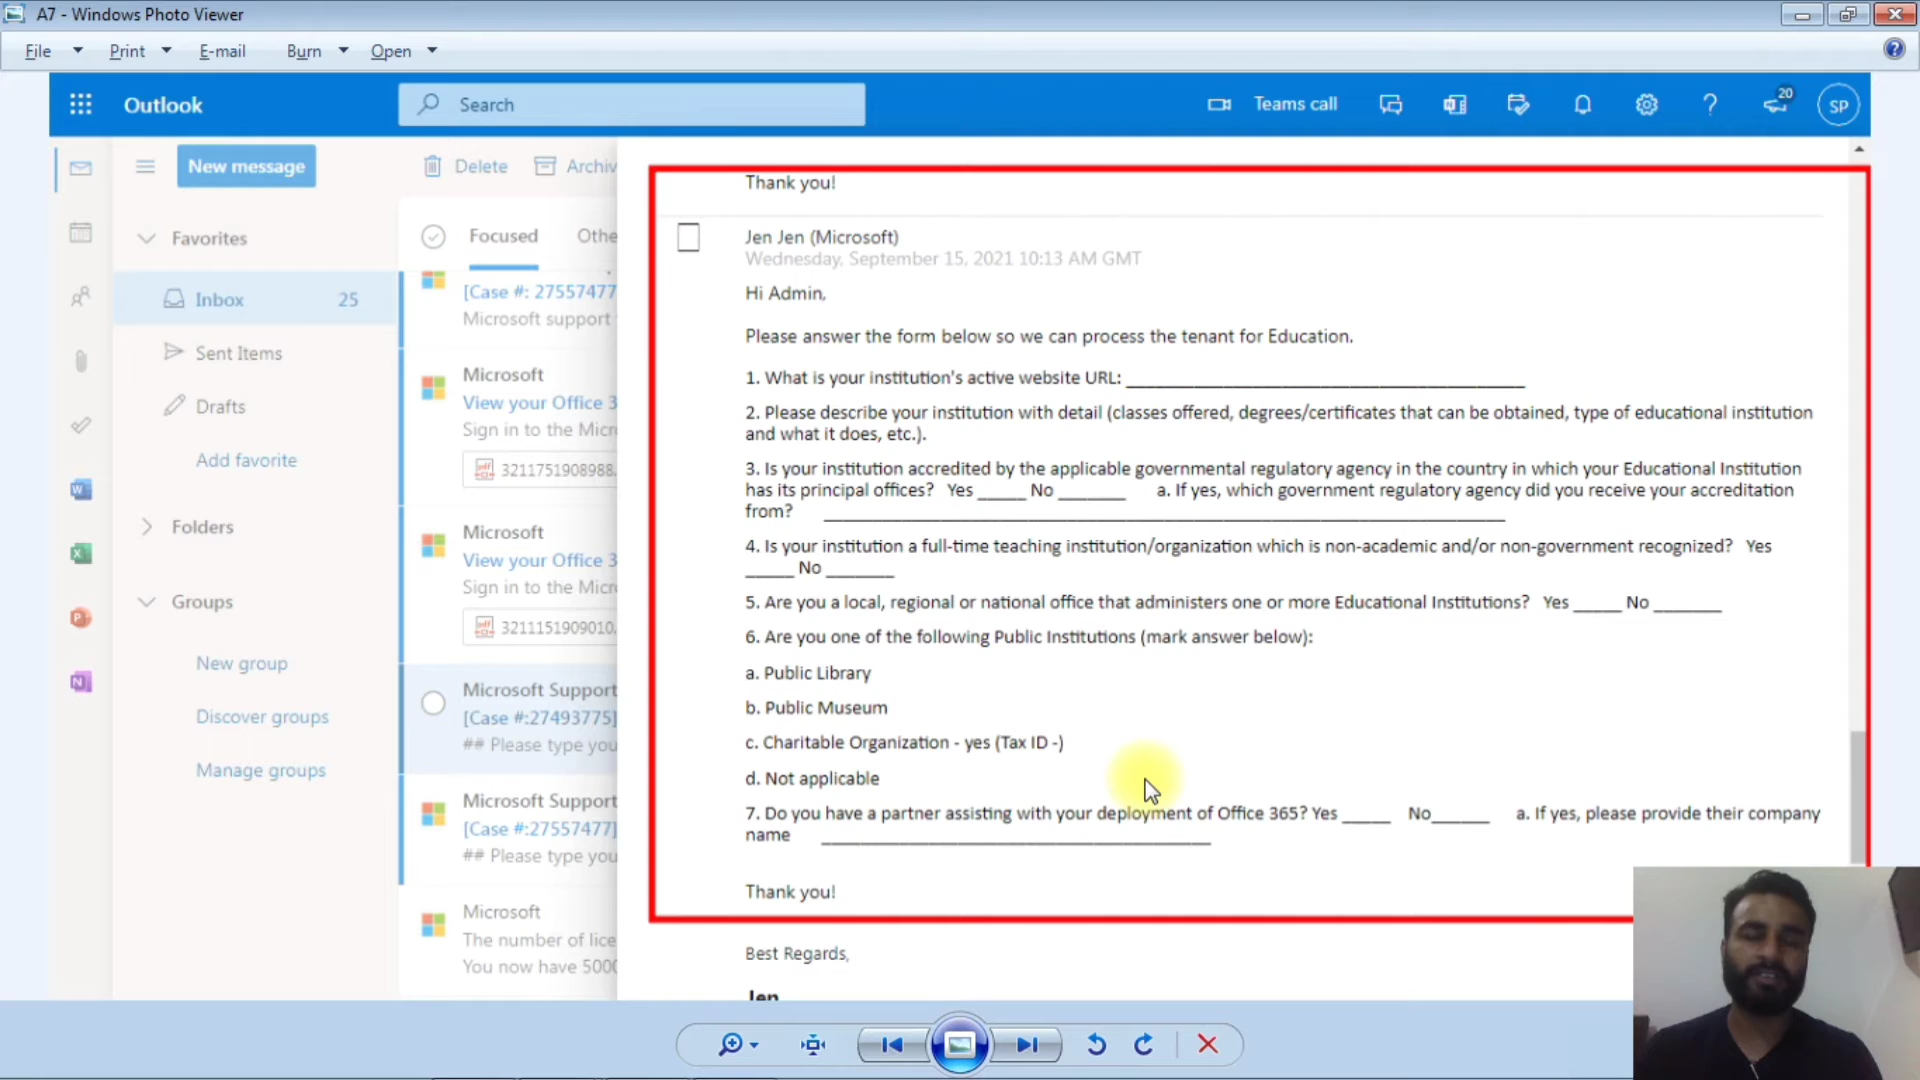 A7 - Windows Photo Viewer
File Print E-mail Burn Open
Outlook Search Teams call 20 SP
New message Delete Archiv
Favorites
Inbox 25
Sent Items
Drafts
Add favorite
Folders
Groups
New group
Discover groups
Manage groups
Focused Othe
[Case #: 27557477
Microsoft support
Microsoft
View your Office 3
Sign in to the Micr
3211751908988.
Microsoft
View your Office 3
Sign in to the Micr
3211151909010.
Microsoft Support
[Case #:27493775]
## Please type you
Microsoft Support
[Case #:27557477]
## Please type you
Microsoft
The number of lice
You now have 5000
Thank you!
Jen Jen (Microsoft)
Wednesday, September 15, 2021 10:13 AM GMT
Hi Admin,
Please answer the form below so we can process the tenant for Education.
1. What is your institution's active website URL: ____
2. Please describe your institution with detail (classes offered, degrees/certificates that can be obtained, type of educational institution
and what it does, etc.).
3. Is your institution accredited by the applicable governmental regulatory agency in the country in which your Educational Institution
has its principal offices? Yes _____ No _______ a. If yes, which government regulatory agency did you receive your accreditation
from? ____
4. Is your institution a full-time teaching institution/organization which is non-academic and/or non-government recognized? Yes
_____ No _______
5. Are you a local, regional or national office that administers one or more Educational Institutions? Yes _____ No _______
6. Are you one of the following Public Institutions (mark answer below):
a. Public Library
b. Public Museum
c. Charitable Organization - yes (Tax ID -)
d. Not applicable
7. Do you have a partner assisting with your deployment of Office 365? Yes _____ No______ a. If yes, please provide their company
name ____
Thank you!
Best Regards,
Jen